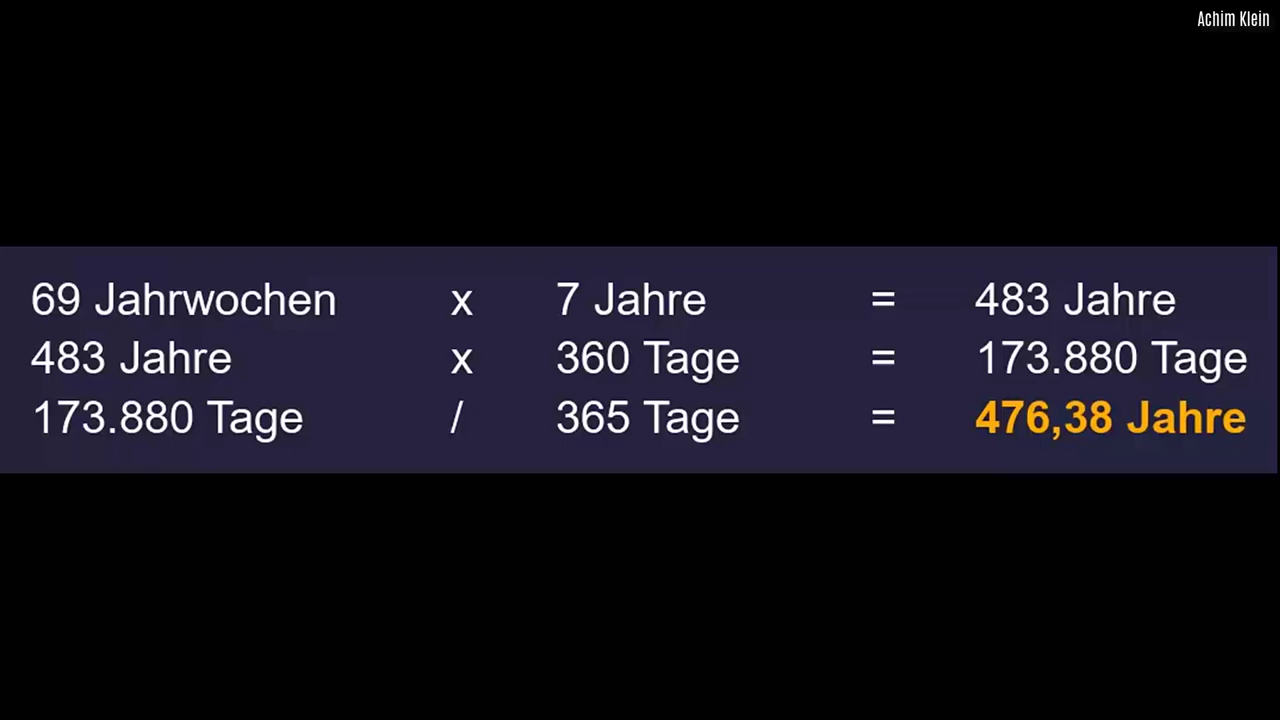 Achim Klein
69 Jahrwochen x 7 Jahre = 483 Jahre
483 Jahre x 360 Tage = 173.880 Tage
173.880 Tage / 365 Tage = 476,38 Jahre